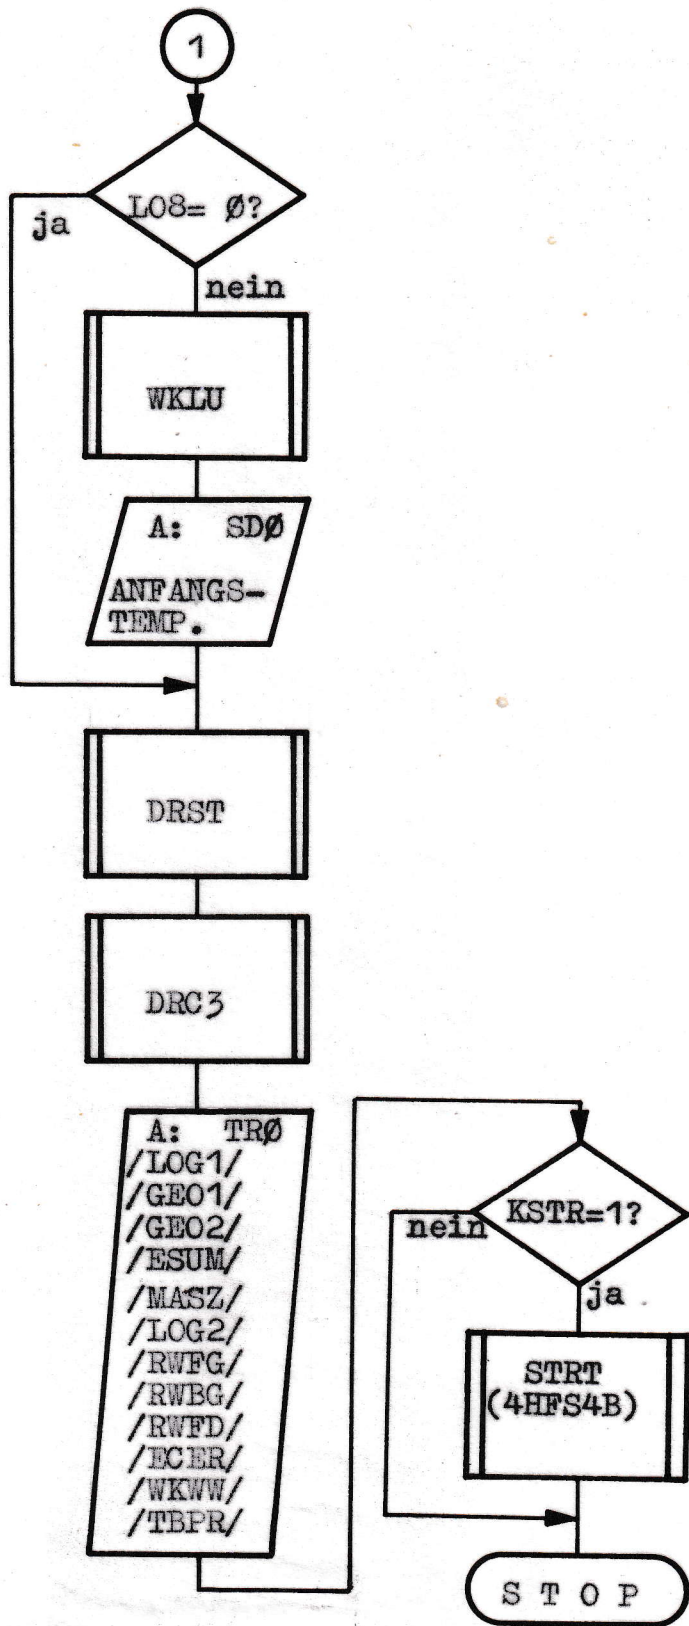 1
LO8= Ø?
ja
nein
WKLU
A: SDØ
ANFANGS-
TEMP.
DRST
DRC3
A: TRØ
/LOG1/
/GEO1/
/GEO2/
/ESUM/
/MASZ/
/LOG2/
/RWFG/
/RWBG/
/RWFD/
/ECER/
/WKWW/
/TBPR/
KSTR=1?
nein
ja
STRT
(4HFS4B)
S T O P